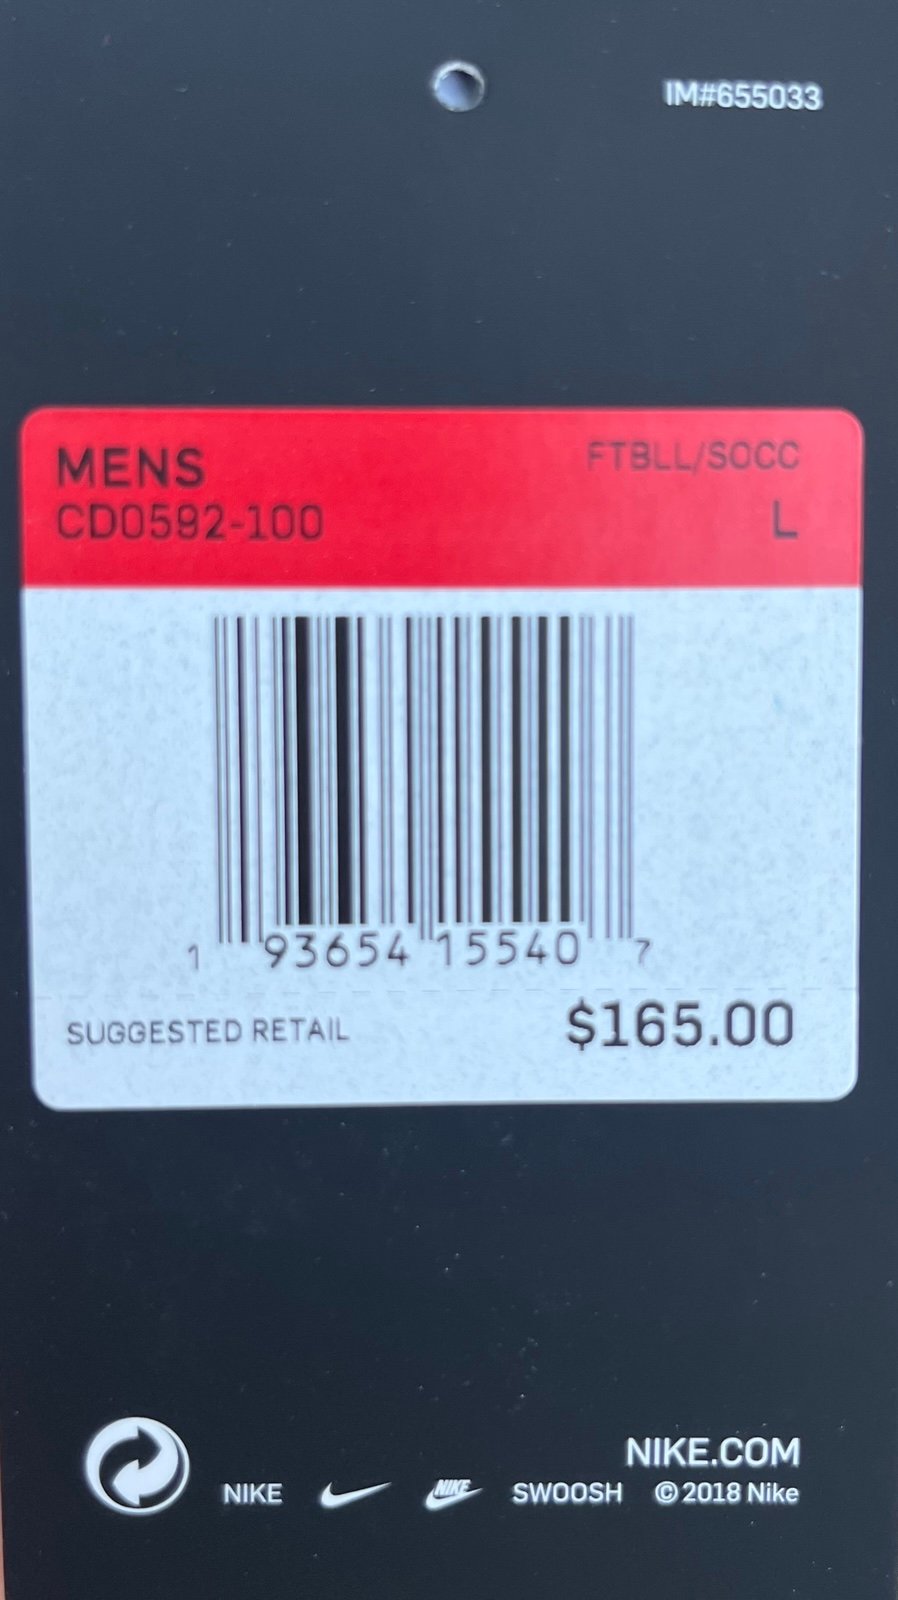 IM#655033
MENS
FTBLL/SOCC
CD0592-100
L
1 93654 15540 7
SUGGESTED RETAIL
$165.00
NIKE.COM
NIKE NIKE SWOOSH ©2018 Nike